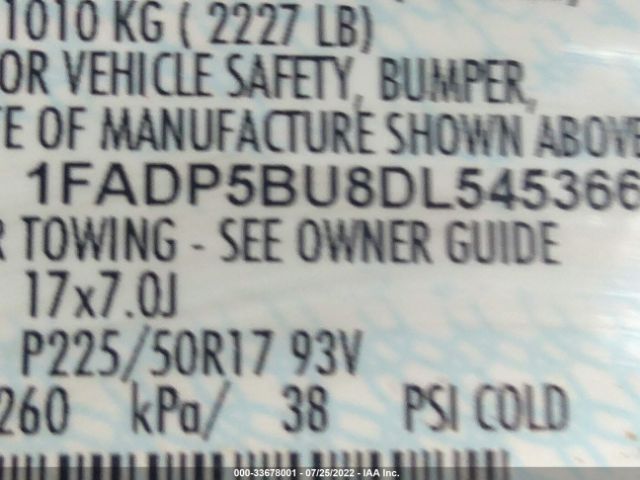 1010 KG ( 2227 LB)
OR VEHICLE SAFETY, BUMPER,
TE OF MANUFACTURE SHOWN ABOVE
1FADP5BU8DL545366
R TOWING - SEE OWNER GUIDE
17x7.0J
P225/50R17 93V
260 kPa/ 38 PSI COLD
000-33678001 - 07/25/2022 - IAA Inc.